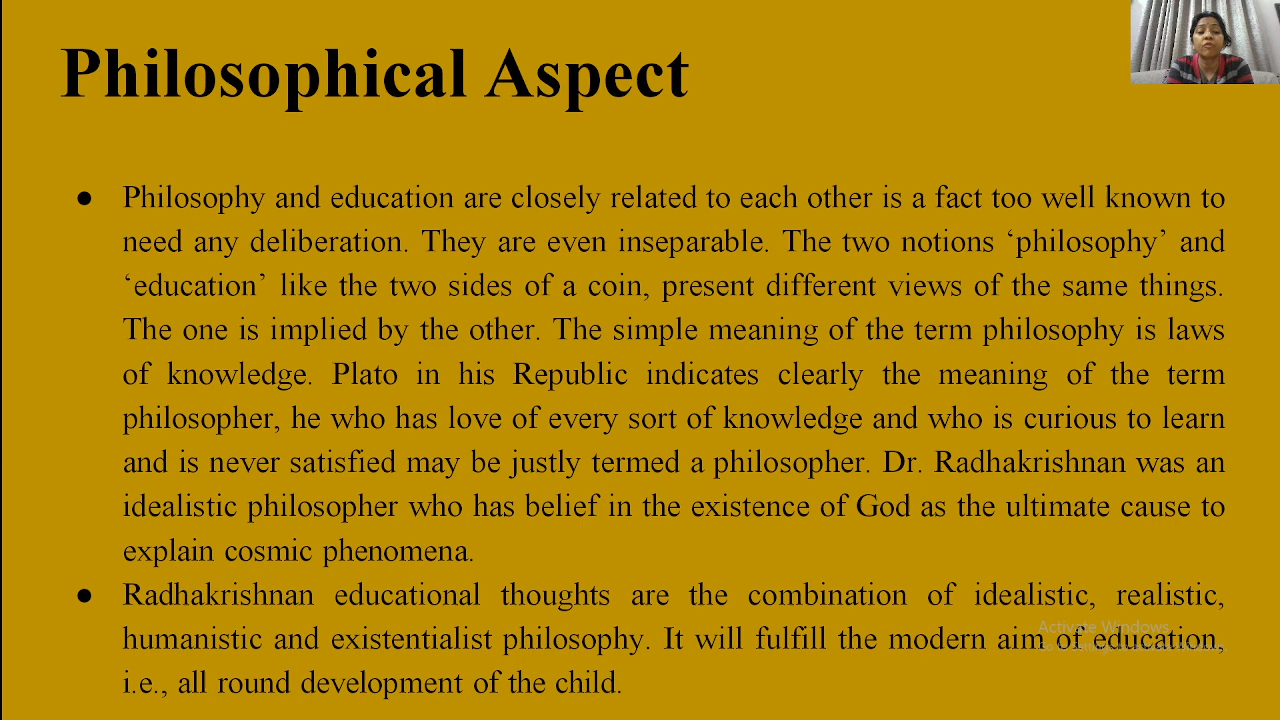 Philosophical Aspect
● Philosophy and education are closely related to each other is a fact too well known to
need any deliberation. They are even inseparable. The two notions ‘philosophy’ and
‘education’ like the two sides of a coin, present different views of the same things.
The one is implied by the other. The simple meaning of the term philosophy is laws
of knowledge. Plato in his Republic indicates clearly the meaning of the term
philosopher, he who has love of every sort of knowledge and who is curious to learn
and is never satisfied may be justly termed a philosopher. Dr. Radhakrishnan was an
idealistic philosopher who has belief in the existence of God as the ultimate cause to
explain cosmic phenomena.
● Radhakrishnan educational thoughts are the combination of idealistic, realistic,
humanistic and existentialist philosophy. It will fulfill the modern aim of education,
i.e., all round development of the child.
Activate Windows